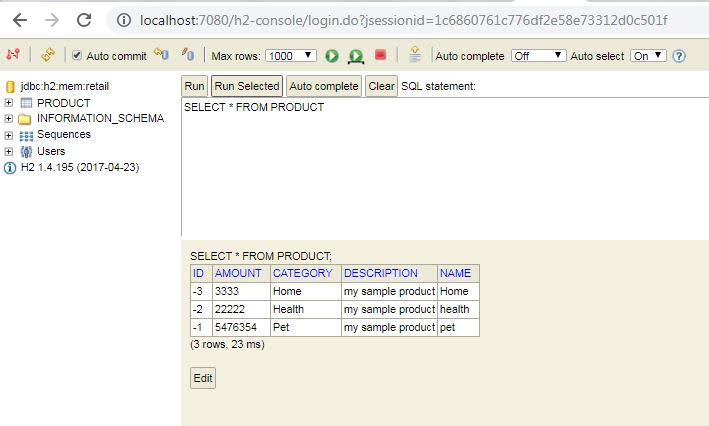 localhost:7080/h2-console/login.do?jsessionid=1c6860761c776df2e58e73312d0c501f
Auto commit Max rows: 1000 Auto complete Off Auto select On ?
jdbc:h2:mem:retail
PRODUCT
INFORMATION_SCHEMA
Sequences
Users
H2 1.4.195 (2017-04-23)
Run Run Selected Auto complete Clear SQL statement:
SELECT * FROM PRODUCT
SELECT * FROM PRODUCT;
ID AMOUNT CATEGORY DESCRIPTION NAME
-3 3333 Home my sample product Home
-2 22222 Health my sample product health
-1 5476354 Pet my sample product pet
(3 rows, 23 ms)
Edit